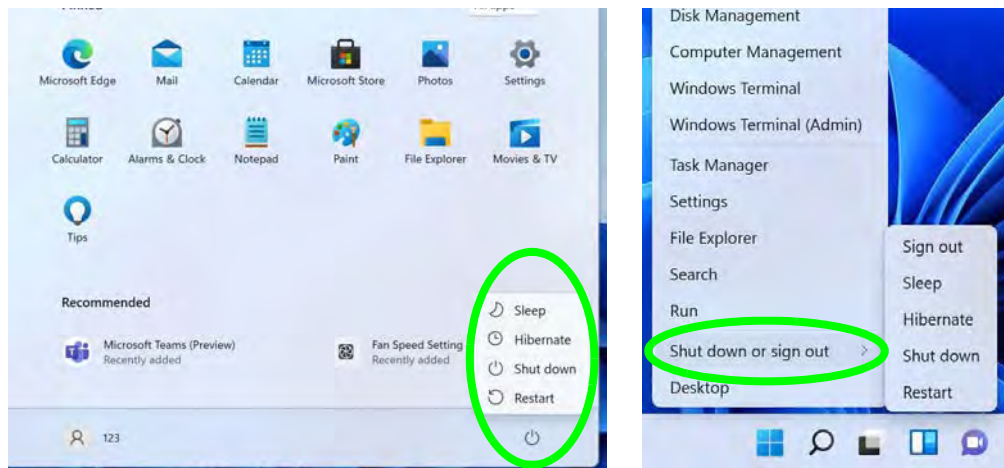 Microsoft Edge Mail Calendar Microsoft Store Photos Settings
Calculator Alarms & Clock Notepad Paint File Explorer Movies & TV
Tips
Recommended
Microsoft Teams (Preview)
Recently added
Fan Speed Setting
Recently added
Sleep
Hibernate
Shut down
Restart
123
Disk Management
Computer Management
Windows Terminal
Windows Terminal (Admin)
Task Manager
Settings
File Explorer
Search
Run
Shut down or sign out
Desktop
Sign out
Sleep
Hibernate
Shut down
Restart